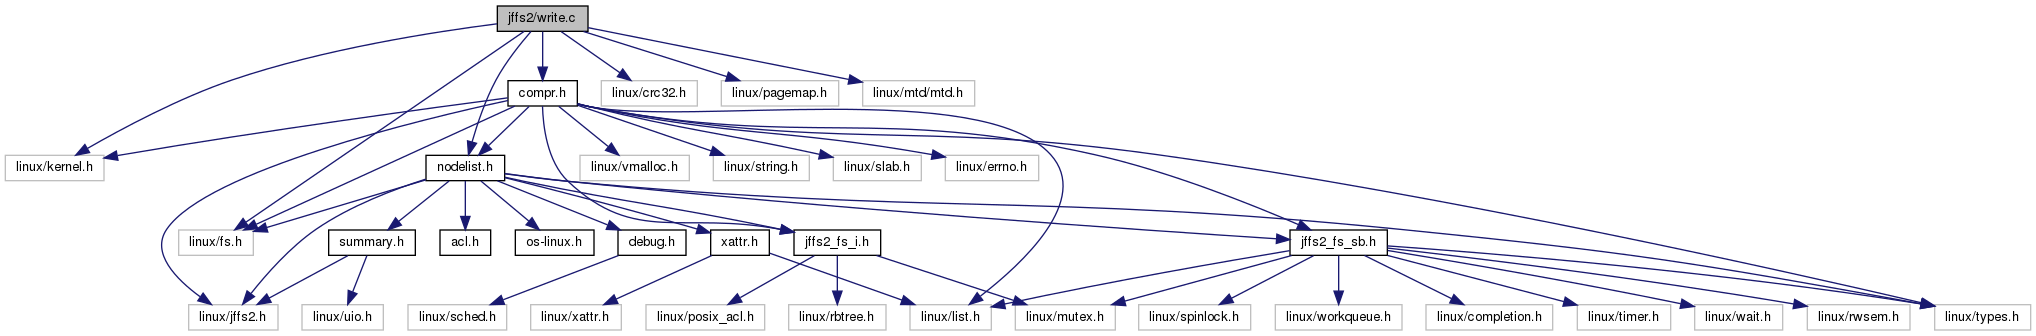 jffs2/write.c
compr.h
linux/crc32.h
linux/pagemap.h
linux/mtd/mtd.h
linux/kernel.h
nodelist.h
linux/vmalloc.h
linux/string.h
linux/slab.h
linux/errno.h
linux/fs.h
summary.h
acl.h
os-linux.h
debug.h
xattr.h
jffs2_fs_i.h
jffs2_fs_sb.h
linux/jffs2.h
linux/uio.h
linux/sched.h
linux/xattr.h
linux/posix_acl.h
linux/rbtree.h
linux/list.h
linux/mutex.h
linux/spinlock.h
linux/workqueue.h
linux/completion.h
linux/timer.h
linux/wait.h
linux/rwsem.h
linux/types.h